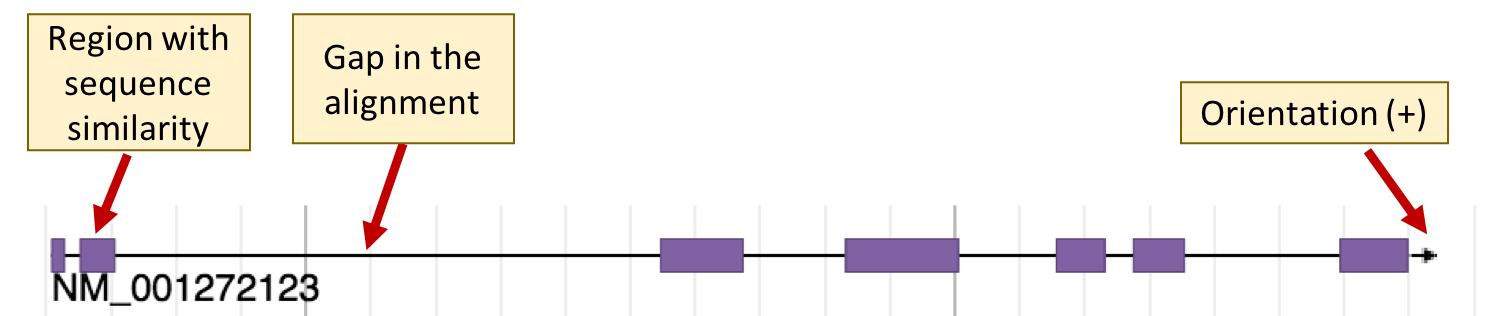 Region with
sequence
similarity
Gap in the
alignment
Orientation (+)
NM_001272123